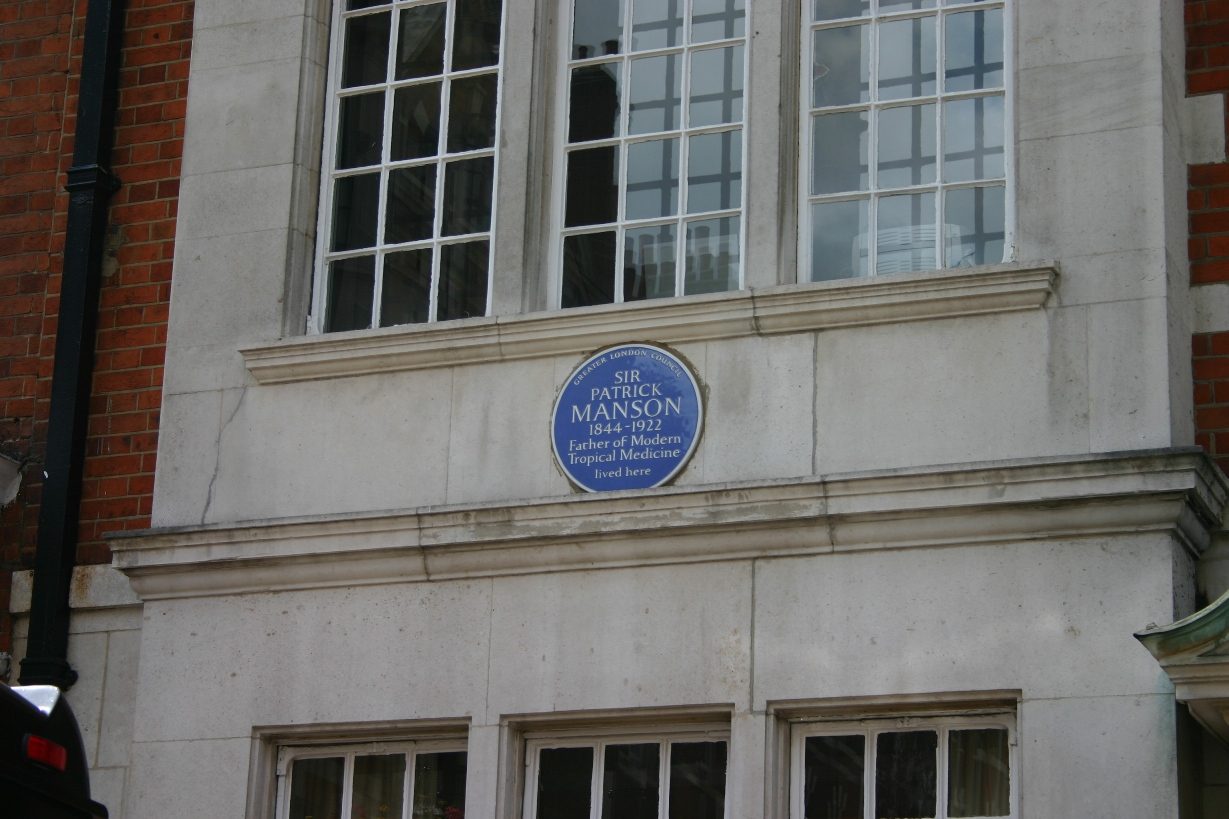 GREATER LONDON COUNCIL
SIR
PATRICK
MANSON
1844-1922
Father of Modern
Tropical Medicine
lived here